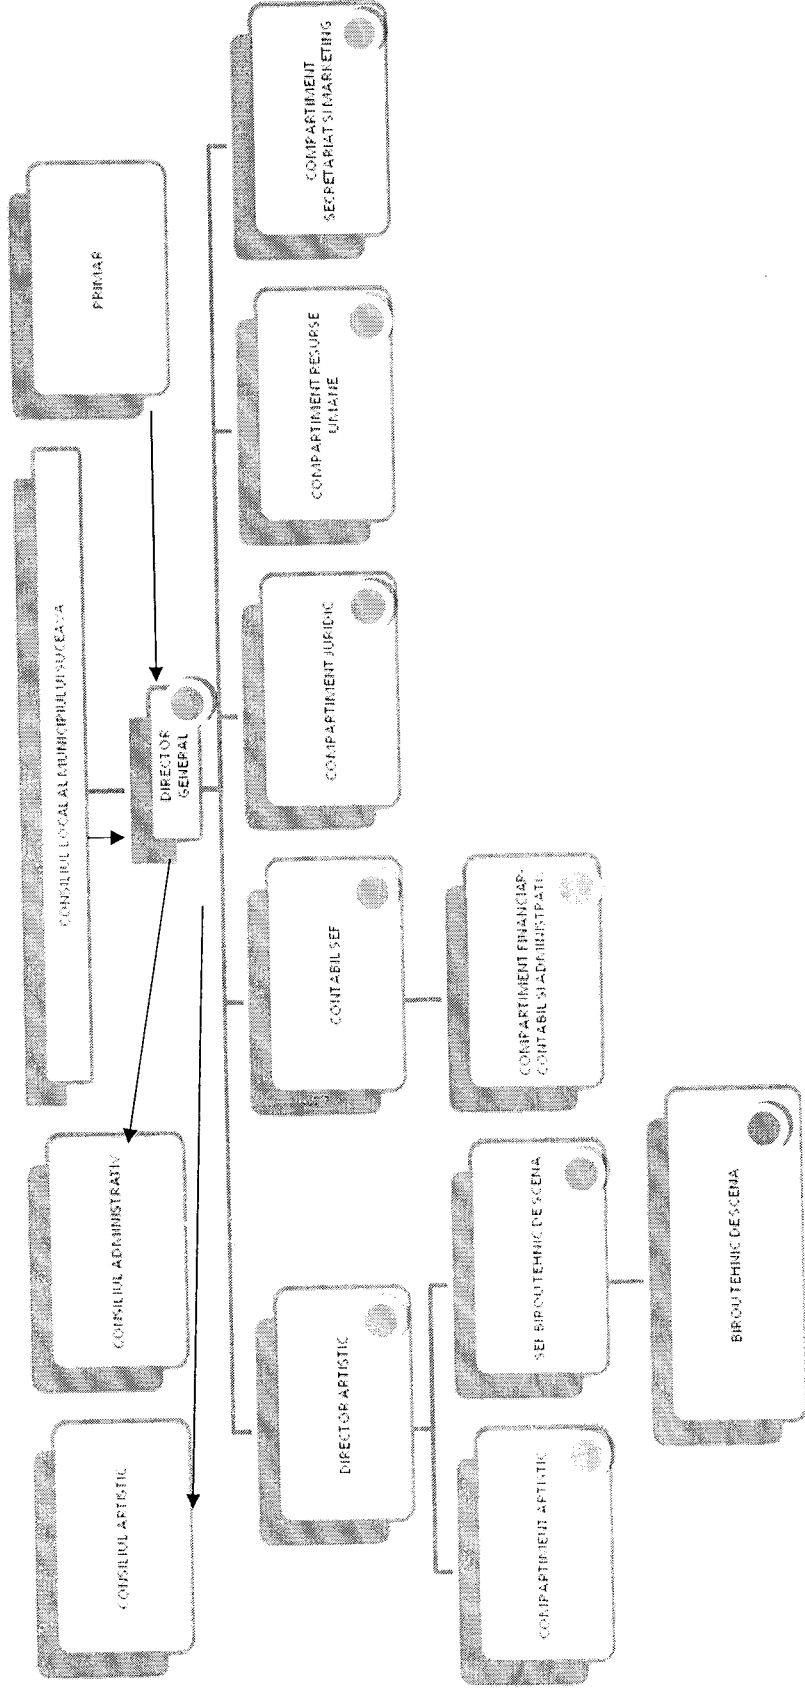 CONSILIUL LOCAL AL MUNICIPIULUI SUCEAVA
PRIMAR
CONSILIUL ARTISTIC
CONSILIUL ADMINISTRATIV
DIRECTOR
GENERAL
DIRECTOR ARTISTIC
CONTABIL SEF
COMPARTIMENT JURIDIC
COMPARTIMENT RESURSE
UMANE
COMPARTIMENT
SECRETARIAT SI MARKETING
COMPARTIMENT ARTISTIC
SEF BIROU TEHNIC DE SCENA
COMPARTIMENT FINANCIAR-
CONTABIL SI ADMINISTRATIV
BIROU TEHNIC DE SCENA